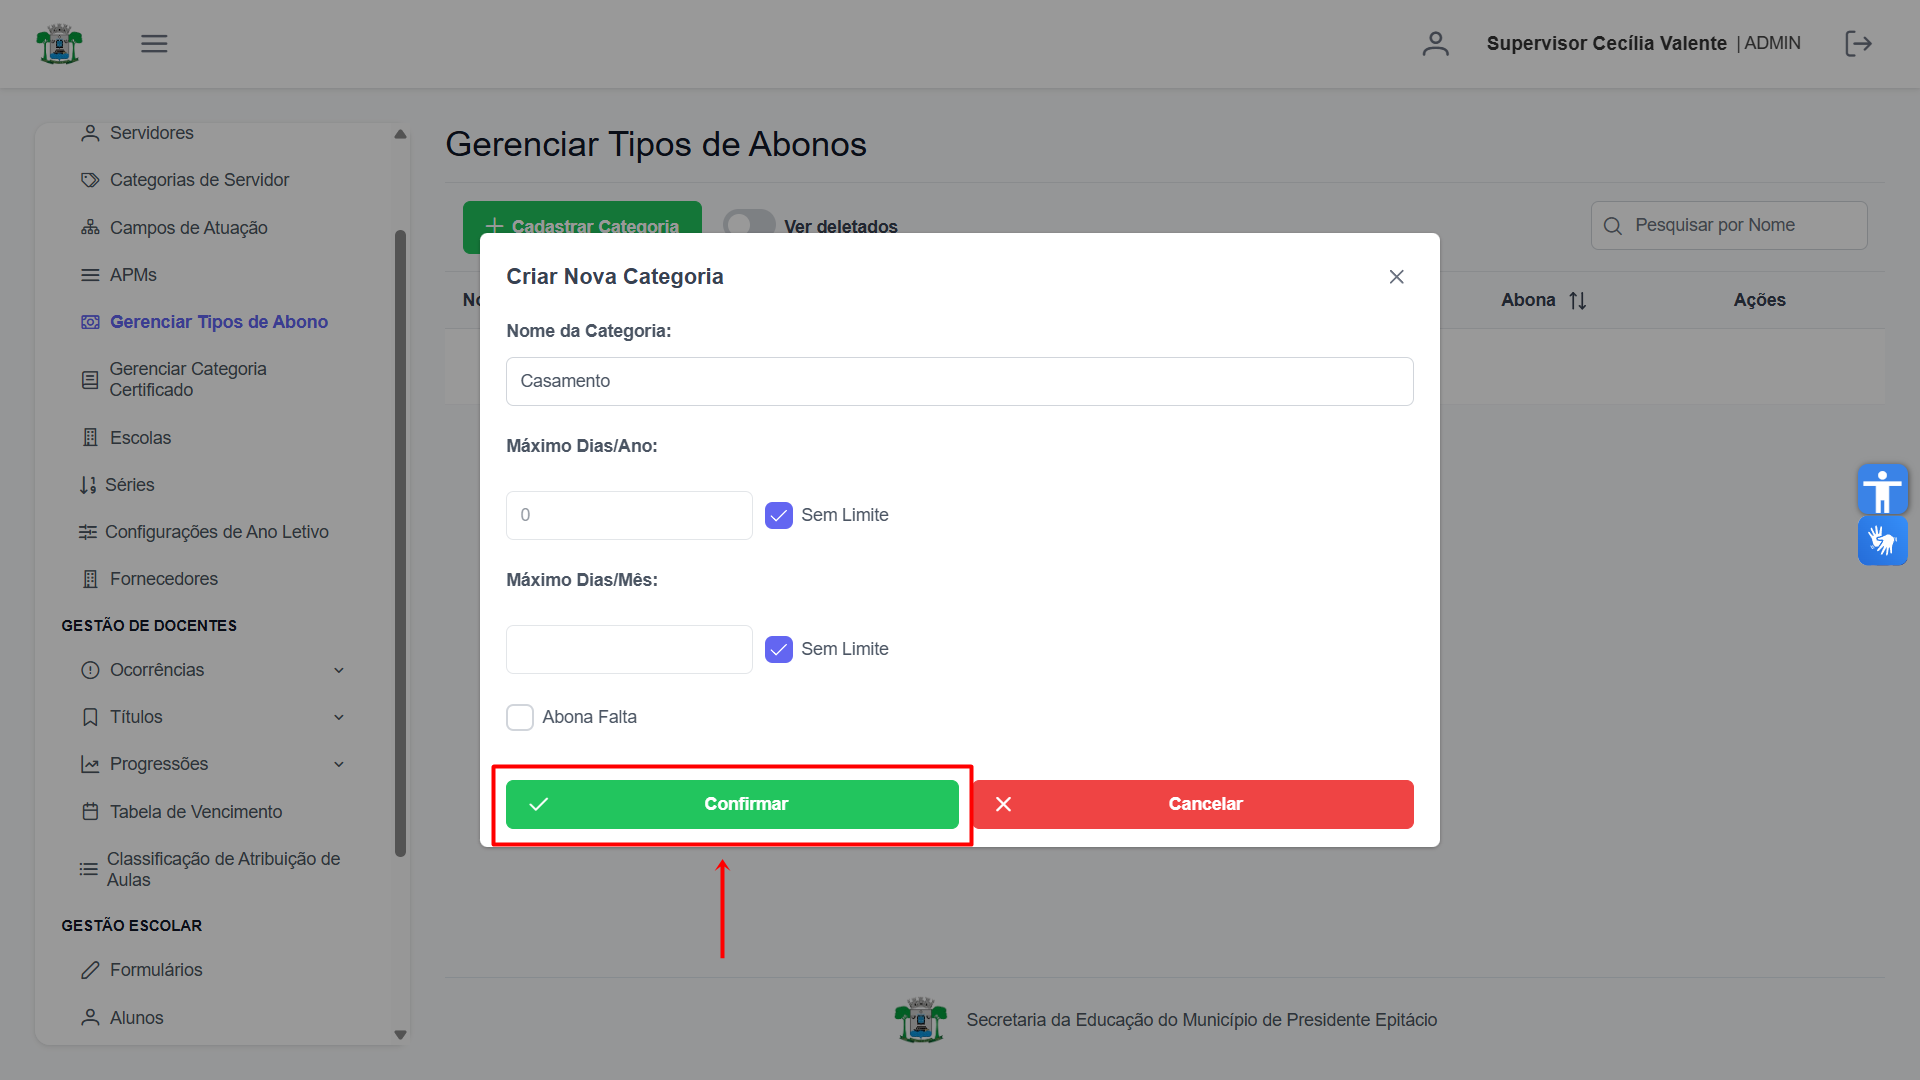 Supervisor Cecília Valente | ADMIN
Servidores
Categorias de Servidor
Campos de Atuação
APMs
Gerenciar Tipos de Abono
Gerenciar Categoria
Certificado
Escolas
Séries
Configurações de Ano Letivo
Fornecedores
GESTÃO DE DOCENTES
Ocorrências
Títulos
Progressões
Tabela de Vencimento
Classificação de Atribuição de
Aulas
GESTÃO ESCOLAR
Formulários
Alunos
Gerenciar Tipos de Abonos
Cadastrar Categoria
Ver deletados
Pesquisar por Nome
Abona
Ações
Criar Nova Categoria
Nome da Categoria:
Casamento
Máximo Dias/Ano:
0
Sem Limite
Máximo Dias/Mês:
Sem Limite
Abona Falta
Confirmar
Cancelar
Secretaria da Educação do Município de Presidente Epitácio